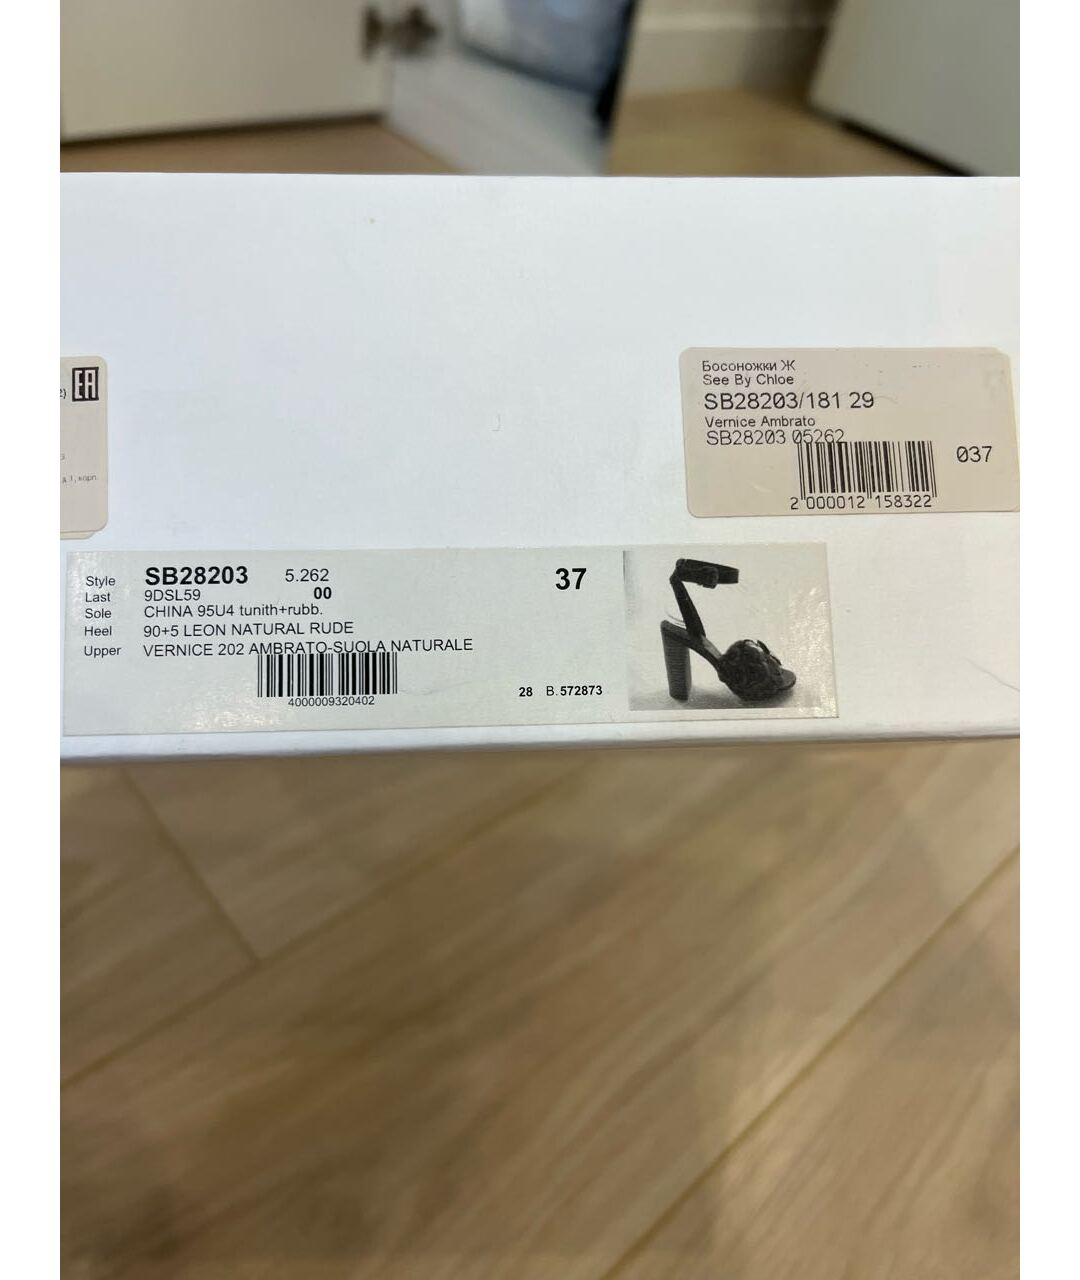 EAC
Босоножки Ж
See By Chloe
SB28203/181 29
Vernice Ambrato
SB28203 05262
037
2 000012 158322
Style SB28203 5.262 37
Last 9DSL59 00
Sole CHINA 95U4 tunith+rubb.
Heel 90+5 LEON NATURAL RUDE
Upper VERNICE 202 AMBRATO-SUOLA NATURALE
4000009320402
28 B.572873